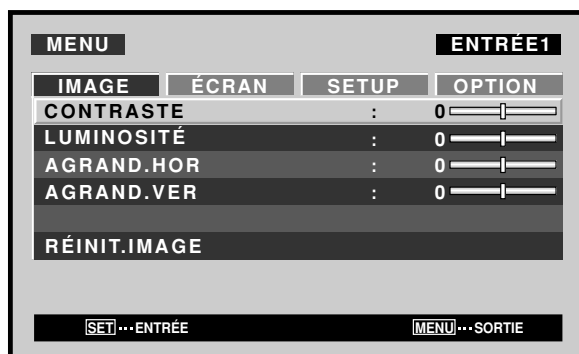 MENU ENTRÉE1
IMAGE ÉCRAN SETUP OPTION
CONTRASTE : 0
LUMINOSITÉ : 0
AGRAND.HOR : 0
AGRAND.VER : 0
RÉINIT.IMAGE
SET···ENTRÉE MENU···SORTIE